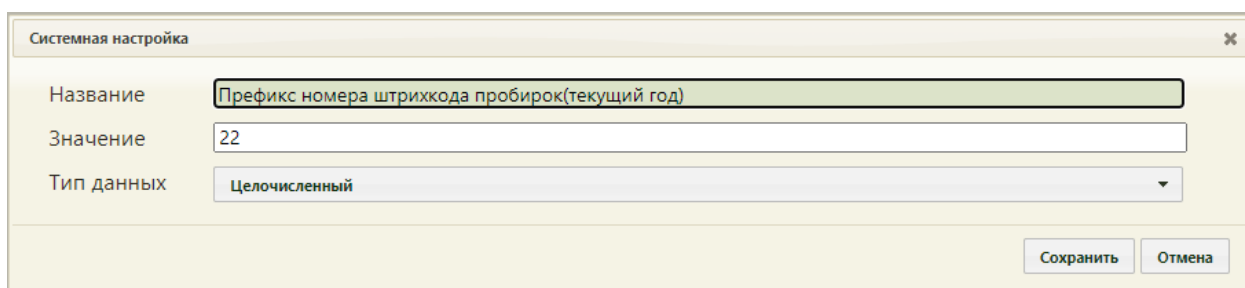 Системная настройка
Название Префикс номера штрихкода пробирок(текущий год)
Значение 22
Тип данных Целочисленный
Сохранить Отмена